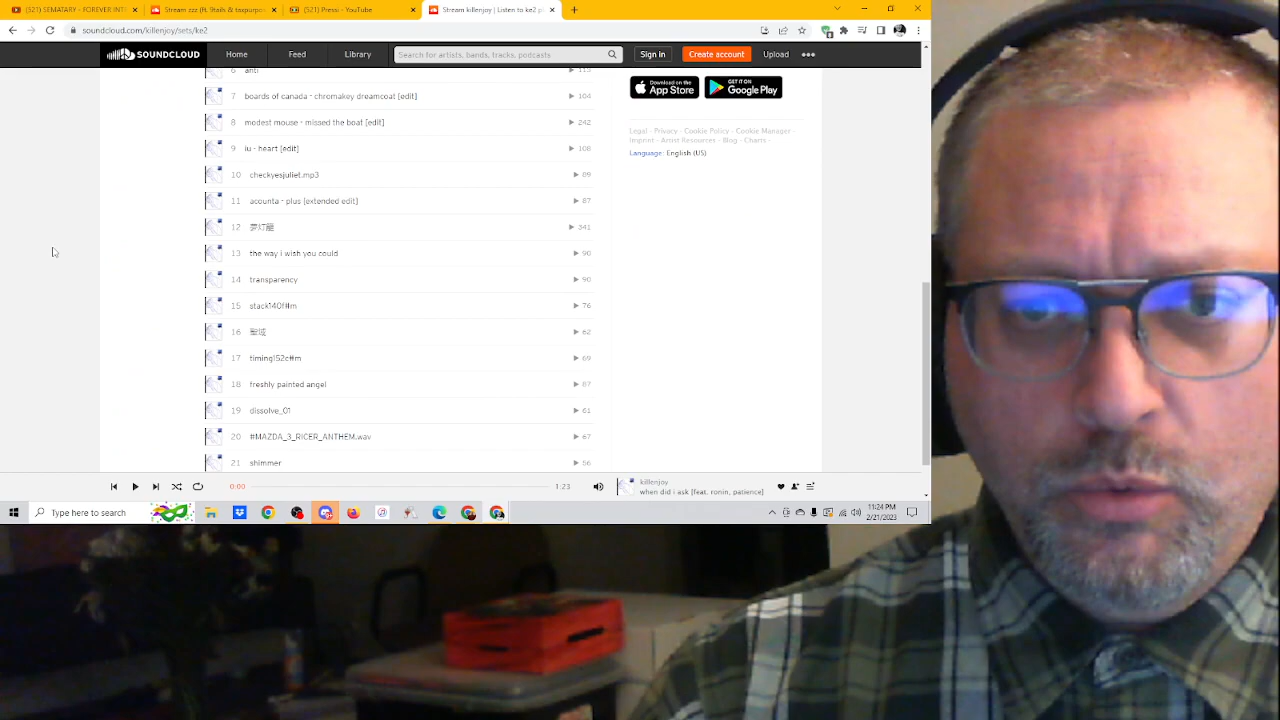 (521) SEMATARY - FOREVER.INT
Stream zzz (ft. 9tails & taxpurpos
(521) Pressi - YouTube
Stream killenjoy | Listen to ke2 pl
soundcloud.com/killenjoy/sets/ke2
SOUNDCLOUD
Home
Feed
Library
Search for artists, bands, tracks, podcasts
Sign in
Create account
Upload
6 anti 113
7 boards of canada - chromakey dreamcoat [edit] 104
8 modest mouse - missed the boat [edit] 242
9 iu - heart [edit] 108
10 checkyesjuliet.mp3 89
11 acounta - plus [extended edit] 87
12 341
13 the way i wish you could 90
14 transparency 90
15 stack140f#m 76
16 聖域 62
17 timing152c#m 69
18 freshly painted angel 87
19 dissolve_01 61
20 #MAZDA_3_RICER_ANTHEM.wav 67
21 shimmer 56
Download on the
App Store
GET IT ON
Google Play
Legal - Privacy - Cookie Policy - Cookie Manager -
Imprint - Artist Resources - Blog - Charts -
Language: English (US)
0:00
1:23
killenjoy
when did i ask [feat. ronin, patience]
Type here to search
11:24 PM
2/21/2023